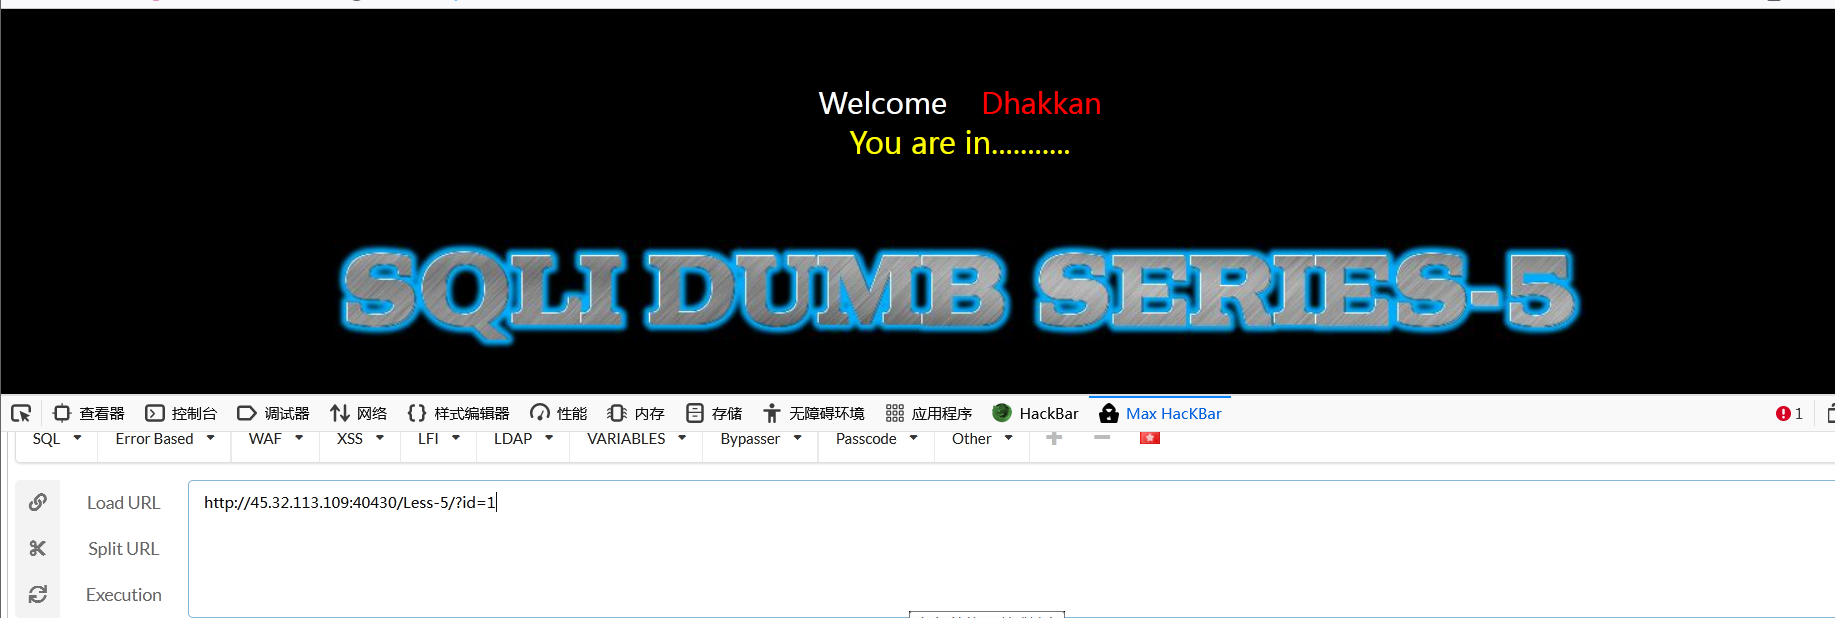 Welcome Dhakkan
You are in...........
SQLI DUMB SERIES-5
查看器 控制台 调试器 网络 样式编辑器 性能 内存 存储 无障碍环境 应用程序 HackBar Max HacKBar 1
SQL Error Based WAF XSS LFI LDAP VARIABLES Bypasser Passcode Other
Load URL http://45.32.113.109:40430/Less-5/?id=1
Split URL
Execution